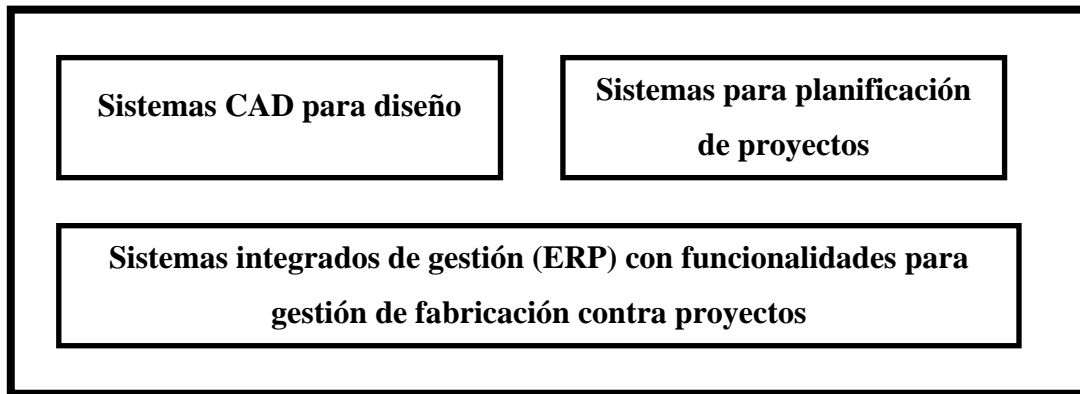 Sistemas CAD para diseño
Sistemas para planificación
de proyectos
Sistemas integrados de gestión (ERP) con funcionalidades para
gestión de fabricación contra proyectos